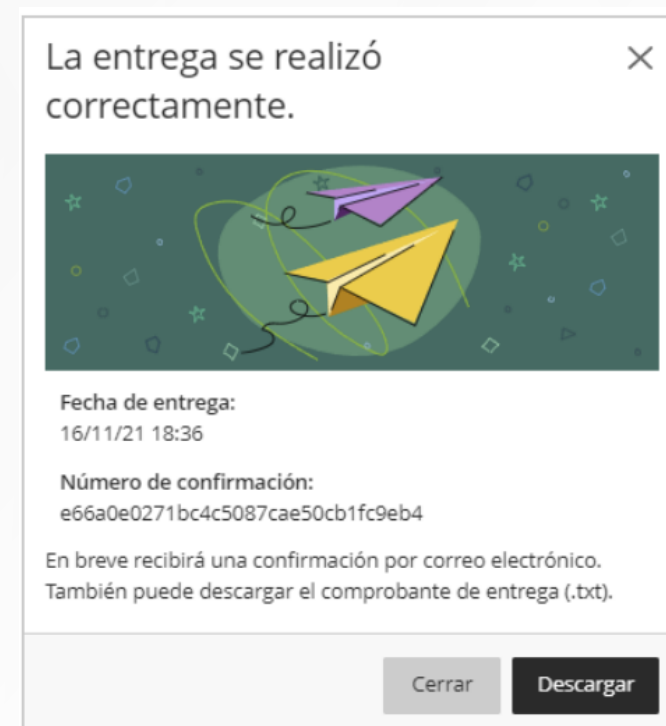 La entrega se realizó
correctamente.
Fecha de entrega:
16/11/21 18:36
Número de confirmación:
e66a0e0271bc4c5087cae50cb1fc9eb4
En breve recibirá una confirmación por correo electrónico.
También puede descargar el comprobante de entrega (.txt).
Cerrar
Descargar